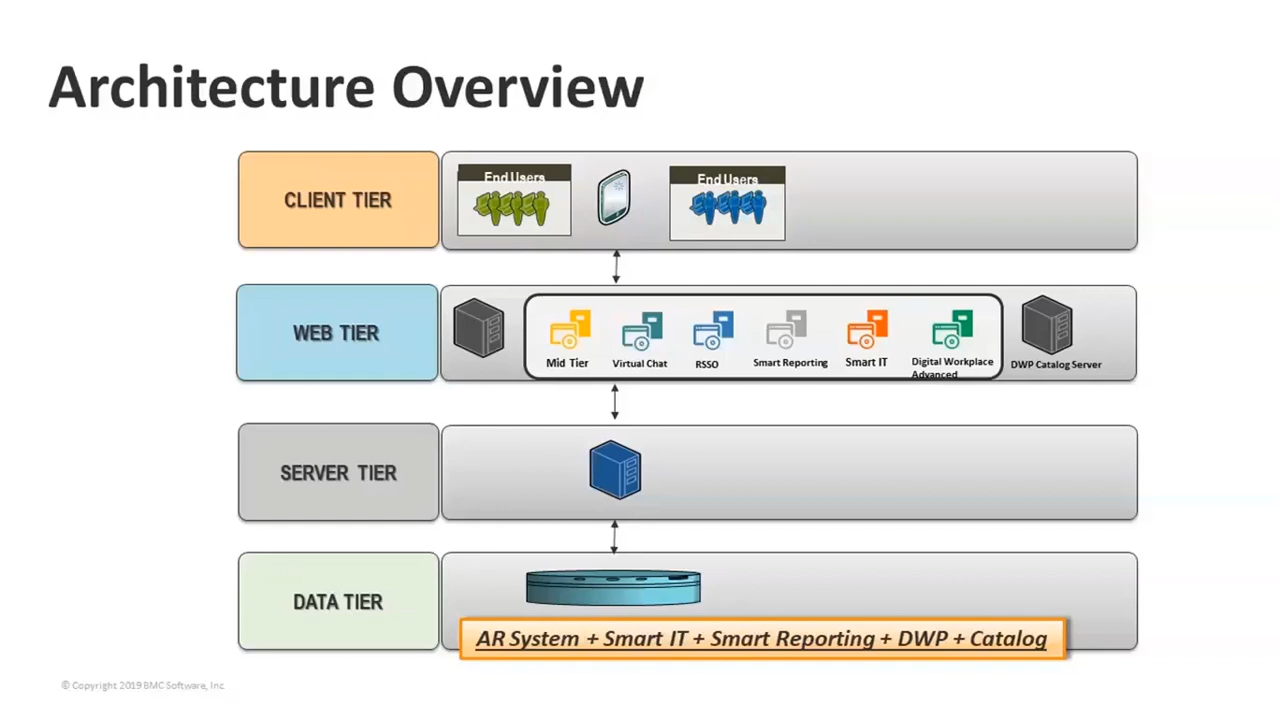 Architecture Overview
CLIENT TIER
End Users
End Users
WEB TIER
Mid Tier
Virtual Chat
RSSO
Smart Reporting
Smart IT
Digital Workplace
Advanced
DWP Catalog Server
SERVER TIER
DATA TIER
AR System + Smart IT + Smart Reporting + DWP + Catalog
© Copyright 2019 BMC Software, Inc.